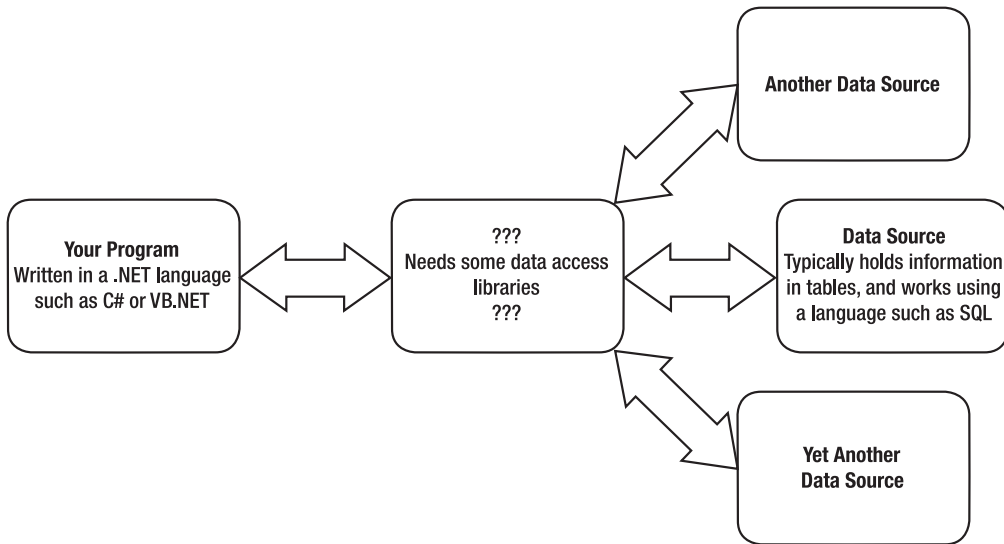 Another Data Source
Your Program
Written in a .NET language
such as C# or VB.NET
???
Needs some data access
libraries
???
Data Source
Typically holds information
in tables, and works using
a language such as SQL
Yet Another
Data Source